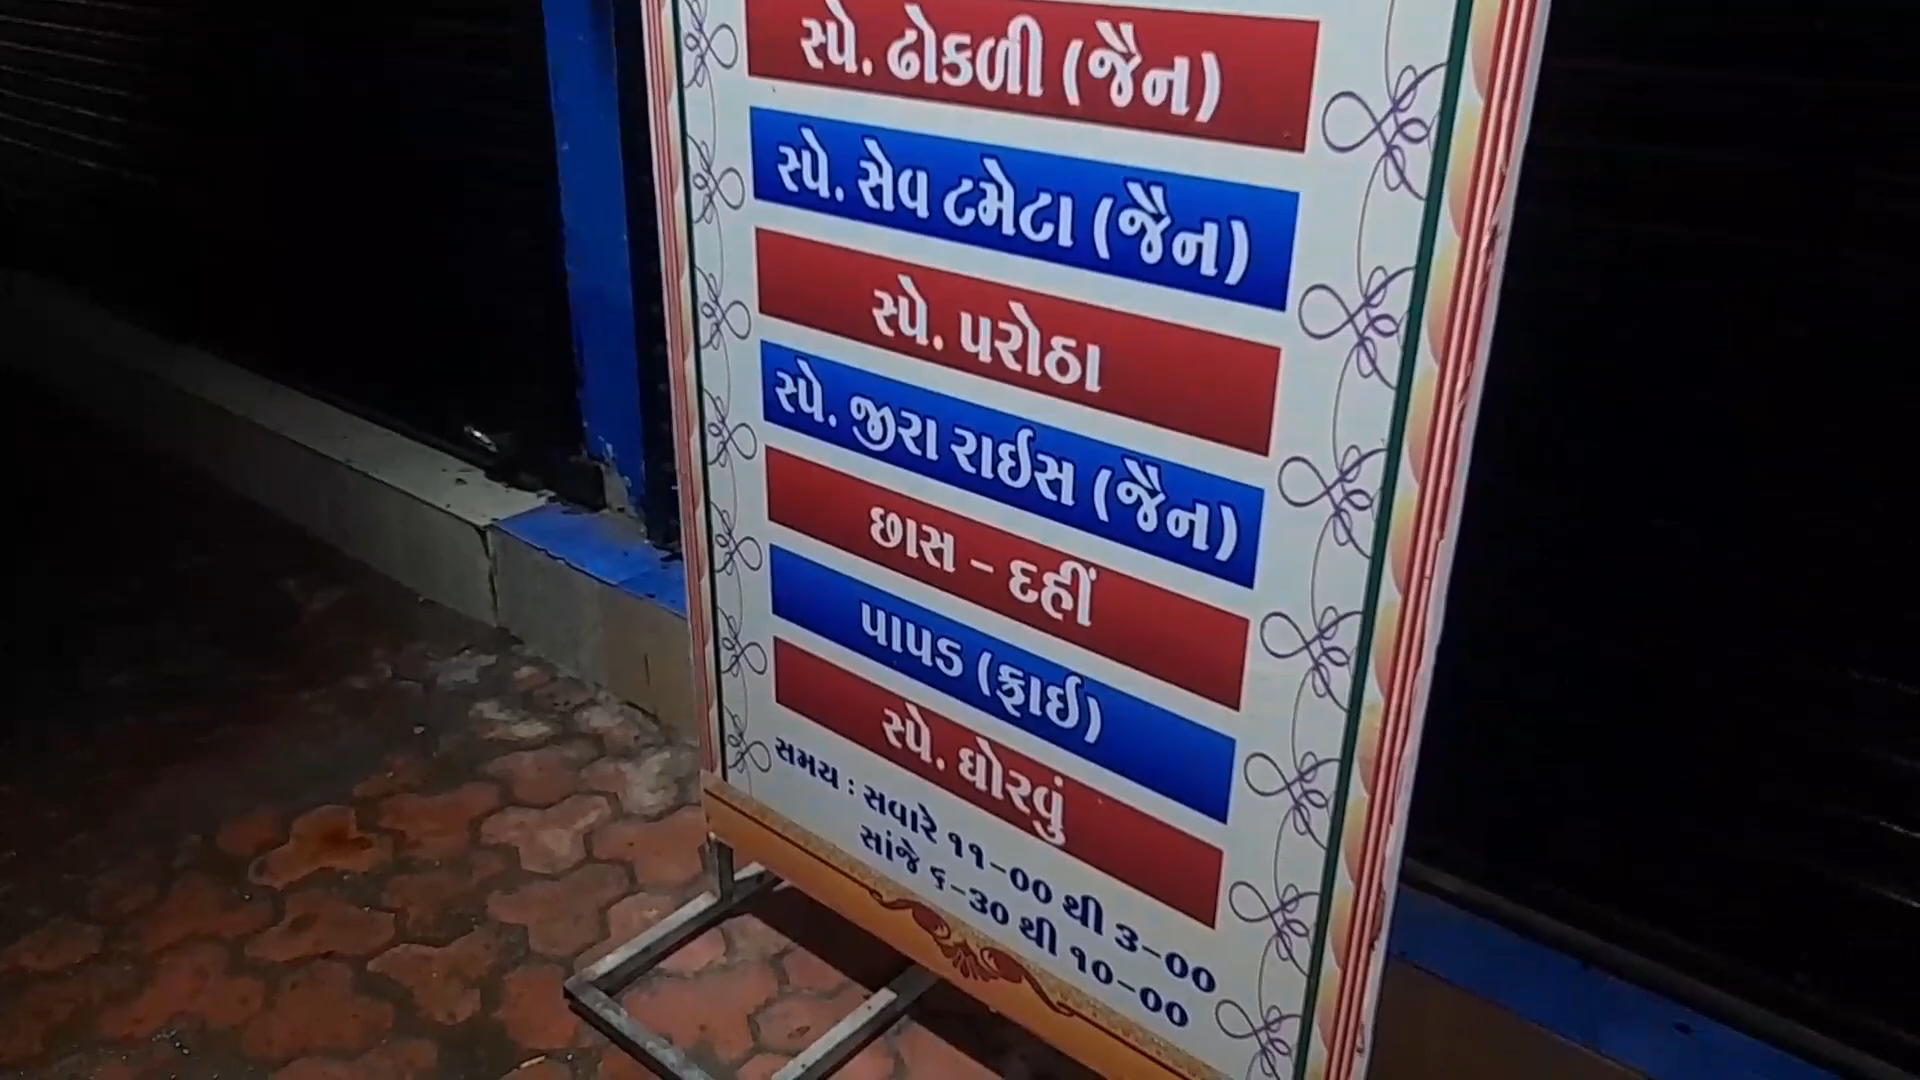 સ્પે. ઢોકળી (જૈન)
સ્પે. સેવ ટમેટા (જૈન)
સ્પે. પરોઠા
સ્પે. જીરા રાઈસ (જૈન)
છાસ - દહીં
પાપડ (ફ્રાઈ)
સ્પે. ઘોરવું
સમય : સવારે ૧૧-૦૦ થી ૩-૦૦
સાંજે ૬-૩૦ થી ૧૦-૦૦